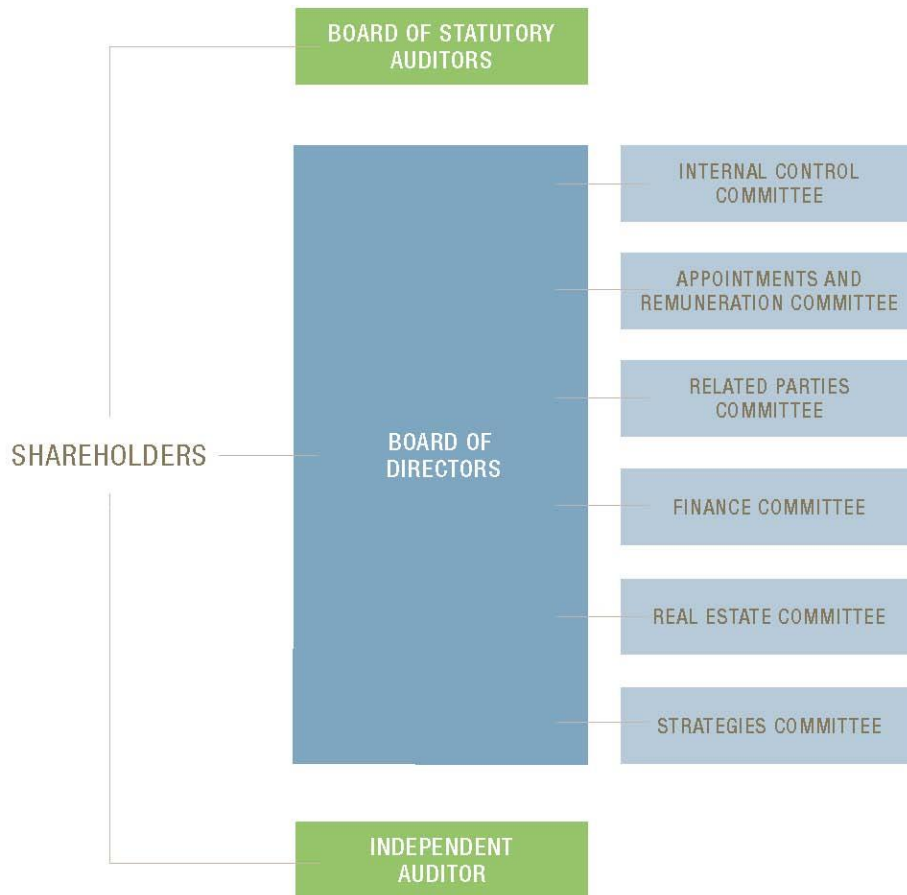 BOARD OF STATUTORY
AUDITORS
INTERNAL CONTROL
COMMITTEE
APPOINTMENTS AND
REMUNERATION COMMITTEE
RELATED PARTIES
COMMITTEE
SHAREHOLDERS
BOARD OF
DIRECTORS
FINANCE COMMITTEE
REAL ESTATE COMMITTEE
STRATEGIES COMMITTEE
INDEPENDENT
AUDITOR